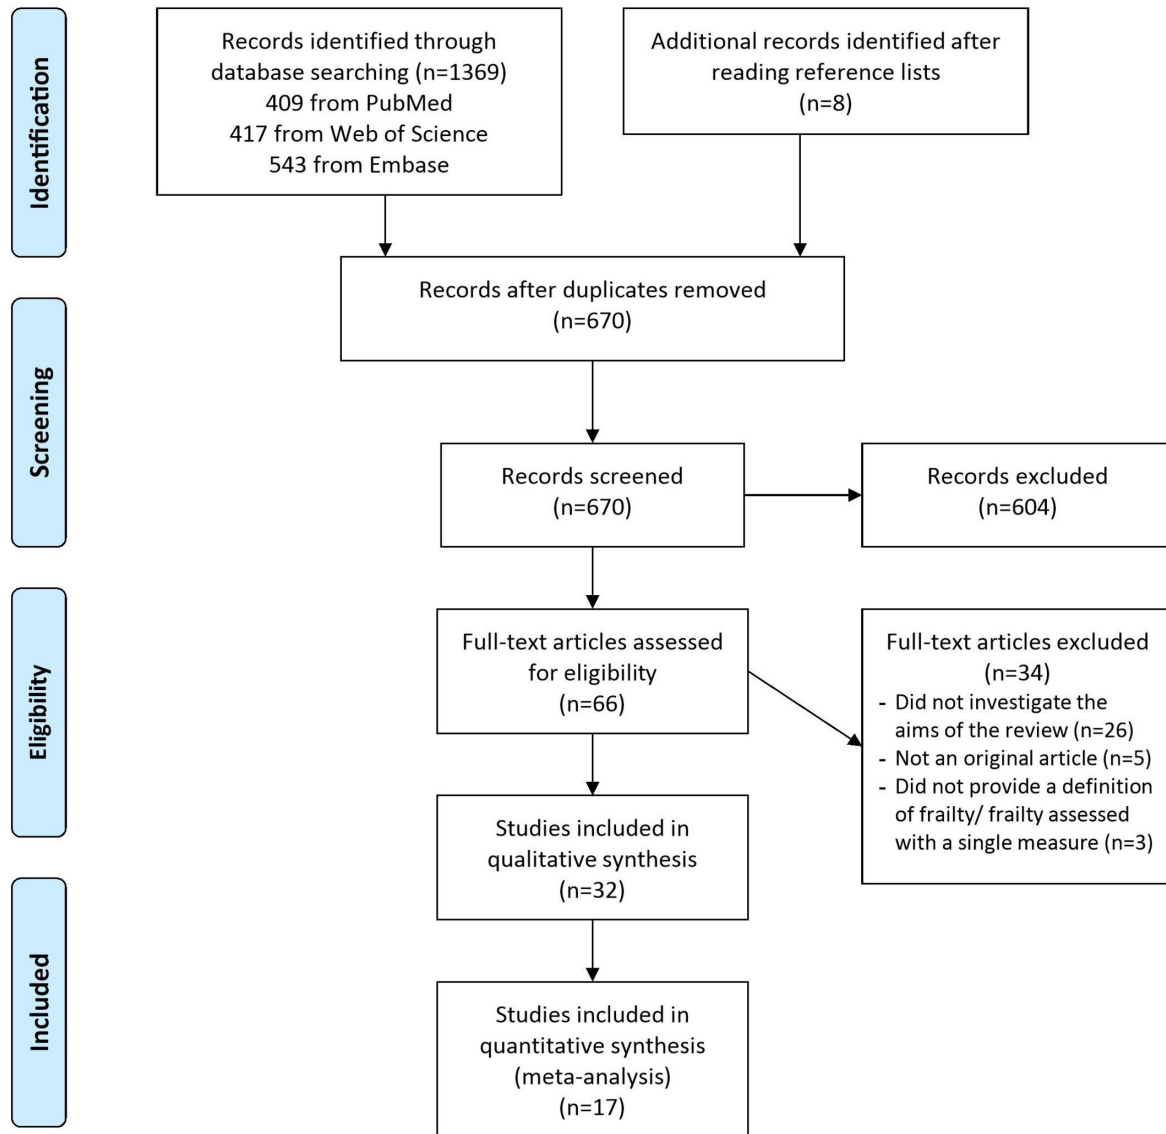 Identification
Records identified through
database searching (n=1369)
409 from PubMed
417 from Web of Science
543 from Embase
Additional records identified after
reading reference lists
(n=8)
Records after duplicates removed
(n=670)
Screening
Records screened
(n=670)
Records excluded
(n=604)
Eligibility
Full-text articles assessed
for eligibility
(n=66)
Full-text articles excluded
(n=34)
- Did not investigate the
aims of the review (n=26)
- Not an original article (n=5)
- Did not provide a definition
of frailty/ frailty assessed
with a single measure (n=3)
Studies included in
qualitative synthesis
(n=32)
Included
Studies included in
quantitative synthesis
(meta-analysis)
(n=17)